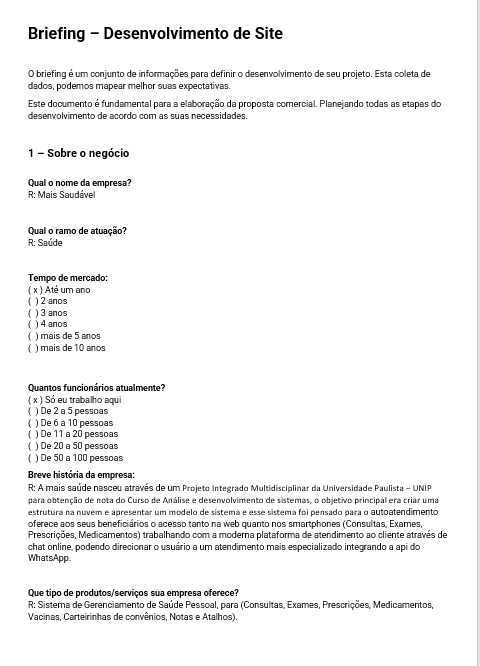 Briefing – Desenvolvimento de Site
O briefing é um conjunto de informações para definir o desenvolvimento de seu projeto. Esta coleta de
dados, podemos mapear melhor suas expectativas.
Este documento é fundamental para a elaboração da proposta comercial. Planejando todas as etapas do
desenvolvimento de acordo com as suas necessidades.
1 – Sobre o negócio
Qual o nome da empresa?
R: Mais Saudável
Qual o ramo de atuação?
R: Saúde
Tempo de mercado:
( x ) Até um ano
( ) 2 anos
( ) 3 anos
( ) 4 anos
( ) mais de 5 anos
( ) mais de 10 anos
Quantos funcionários atualmente?
( x ) Só eu trabalho aqui
( ) De 2 a 5 pessoas
( ) De 6 a 10 pessoas
( ) De 11 a 20 pessoas
( ) De 20 a 50 pessoas
( ) De 50 a 100 pessoas
Breve história da empresa:
R: A mais saúde nasceu através de um Projeto Integrado Multidisciplinar da Universidade Paulista – UNIP
para obtenção de nota do Curso de Análise e desenvolvimento de sistemas, o objetivo principal era criar uma
estrutura na nuvem e apresentar um modelo de sistema e esse sistema foi pensado para o autoatendimento
oferece aos seus beneficiários o acesso tanto na web quanto nos smartphones (Consultas, Exames,
Prescrições, Medicamentos) trabalhando com a moderna plataforma de atendimento ao cliente através de
chat online, podendo direcionar o usuário a um atendimento mais especializado integrando a api do
WhatsApp.
Que tipo de produtos/serviços sua empresa oferece?
R: Sistema de Gerenciamento de Saúde Pessoal, para (Consultas, Exames, Prescrições, Medicamentos,
Vacinas, Carteirinhas de convênios, Notas e Atalhos).